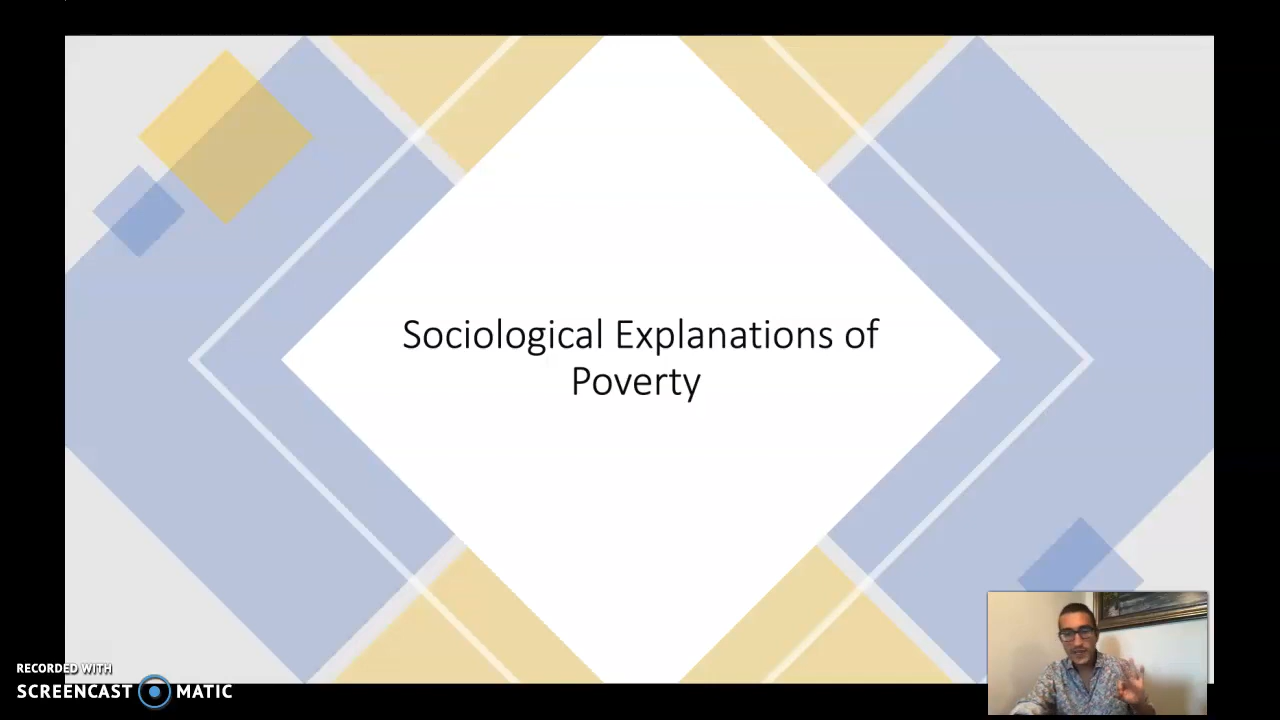 Sociological Explanations of
Poverty
RECORDED WITH
SCREENCAST MATIC